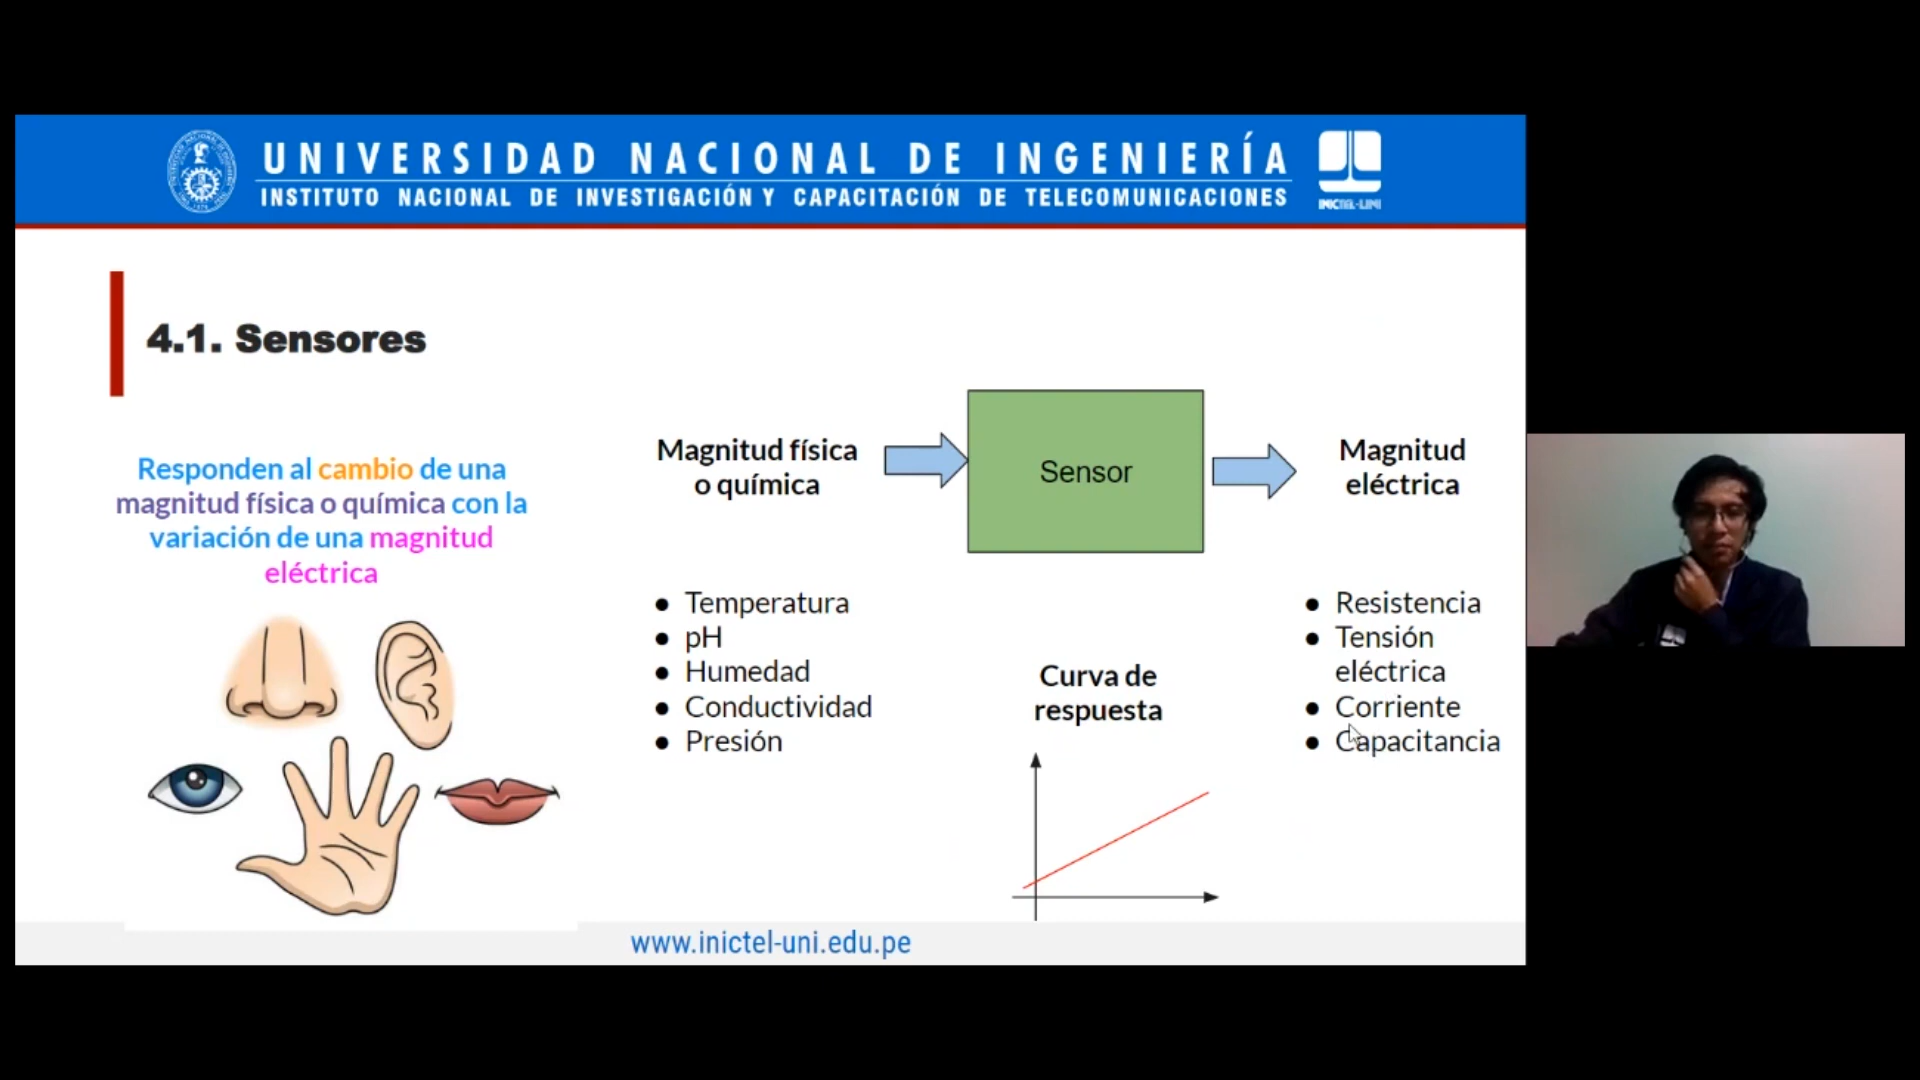 UNIVERSIDAD NACIONAL DE INGENIERÍA
INSTITUTO NACIONAL DE INVESTIGACIÓN Y CAPACITACIÓN DE TELECOMUNICACIONES
INICTEL-UNI
4.1. Sensores
Responden al cambio de una
magnitud física o química con la
variación de una magnitud
eléctrica
Magnitud física
o química
Sensor
Magnitud
eléctrica
● Temperatura
● pH
● Humedad
● Conductividad
● Presión
Curva de
respuesta
● Resistencia
● Tensión
eléctrica
● Corriente
● Capacitancia
www.inictel-uni.edu.pe